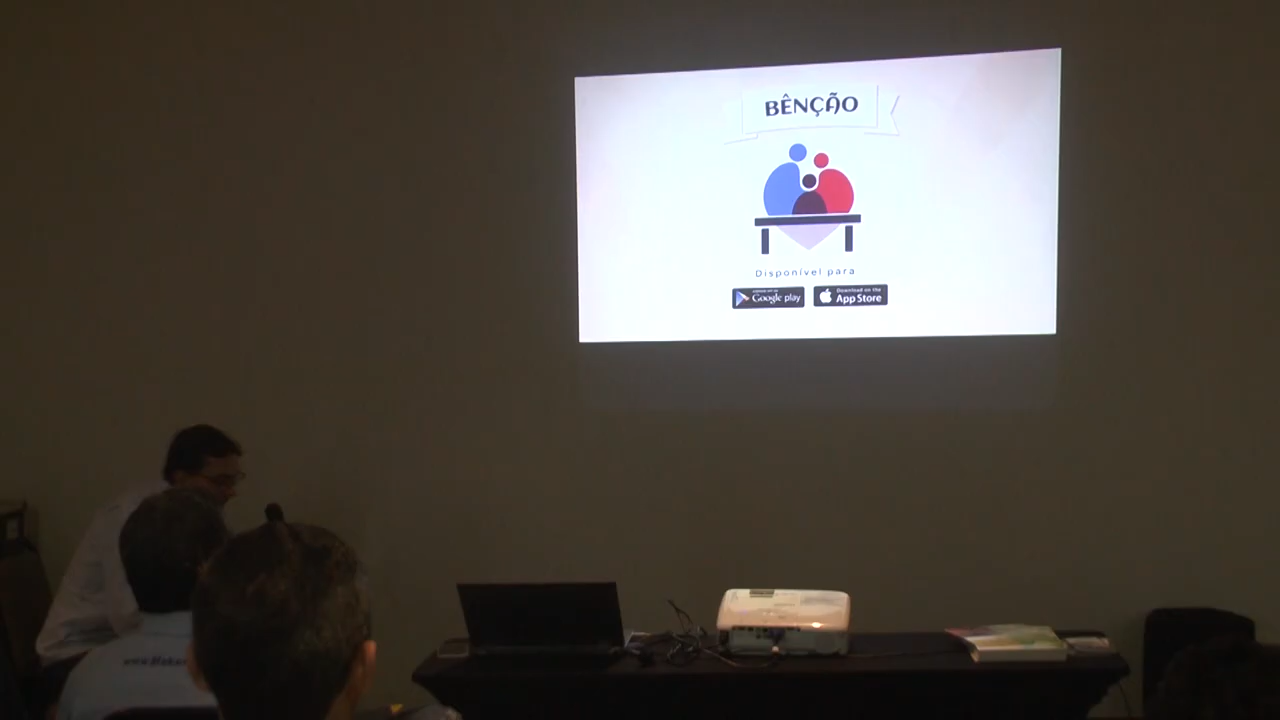 BÊNÇÃO
Disponível para
Google play
Download on the
App Store